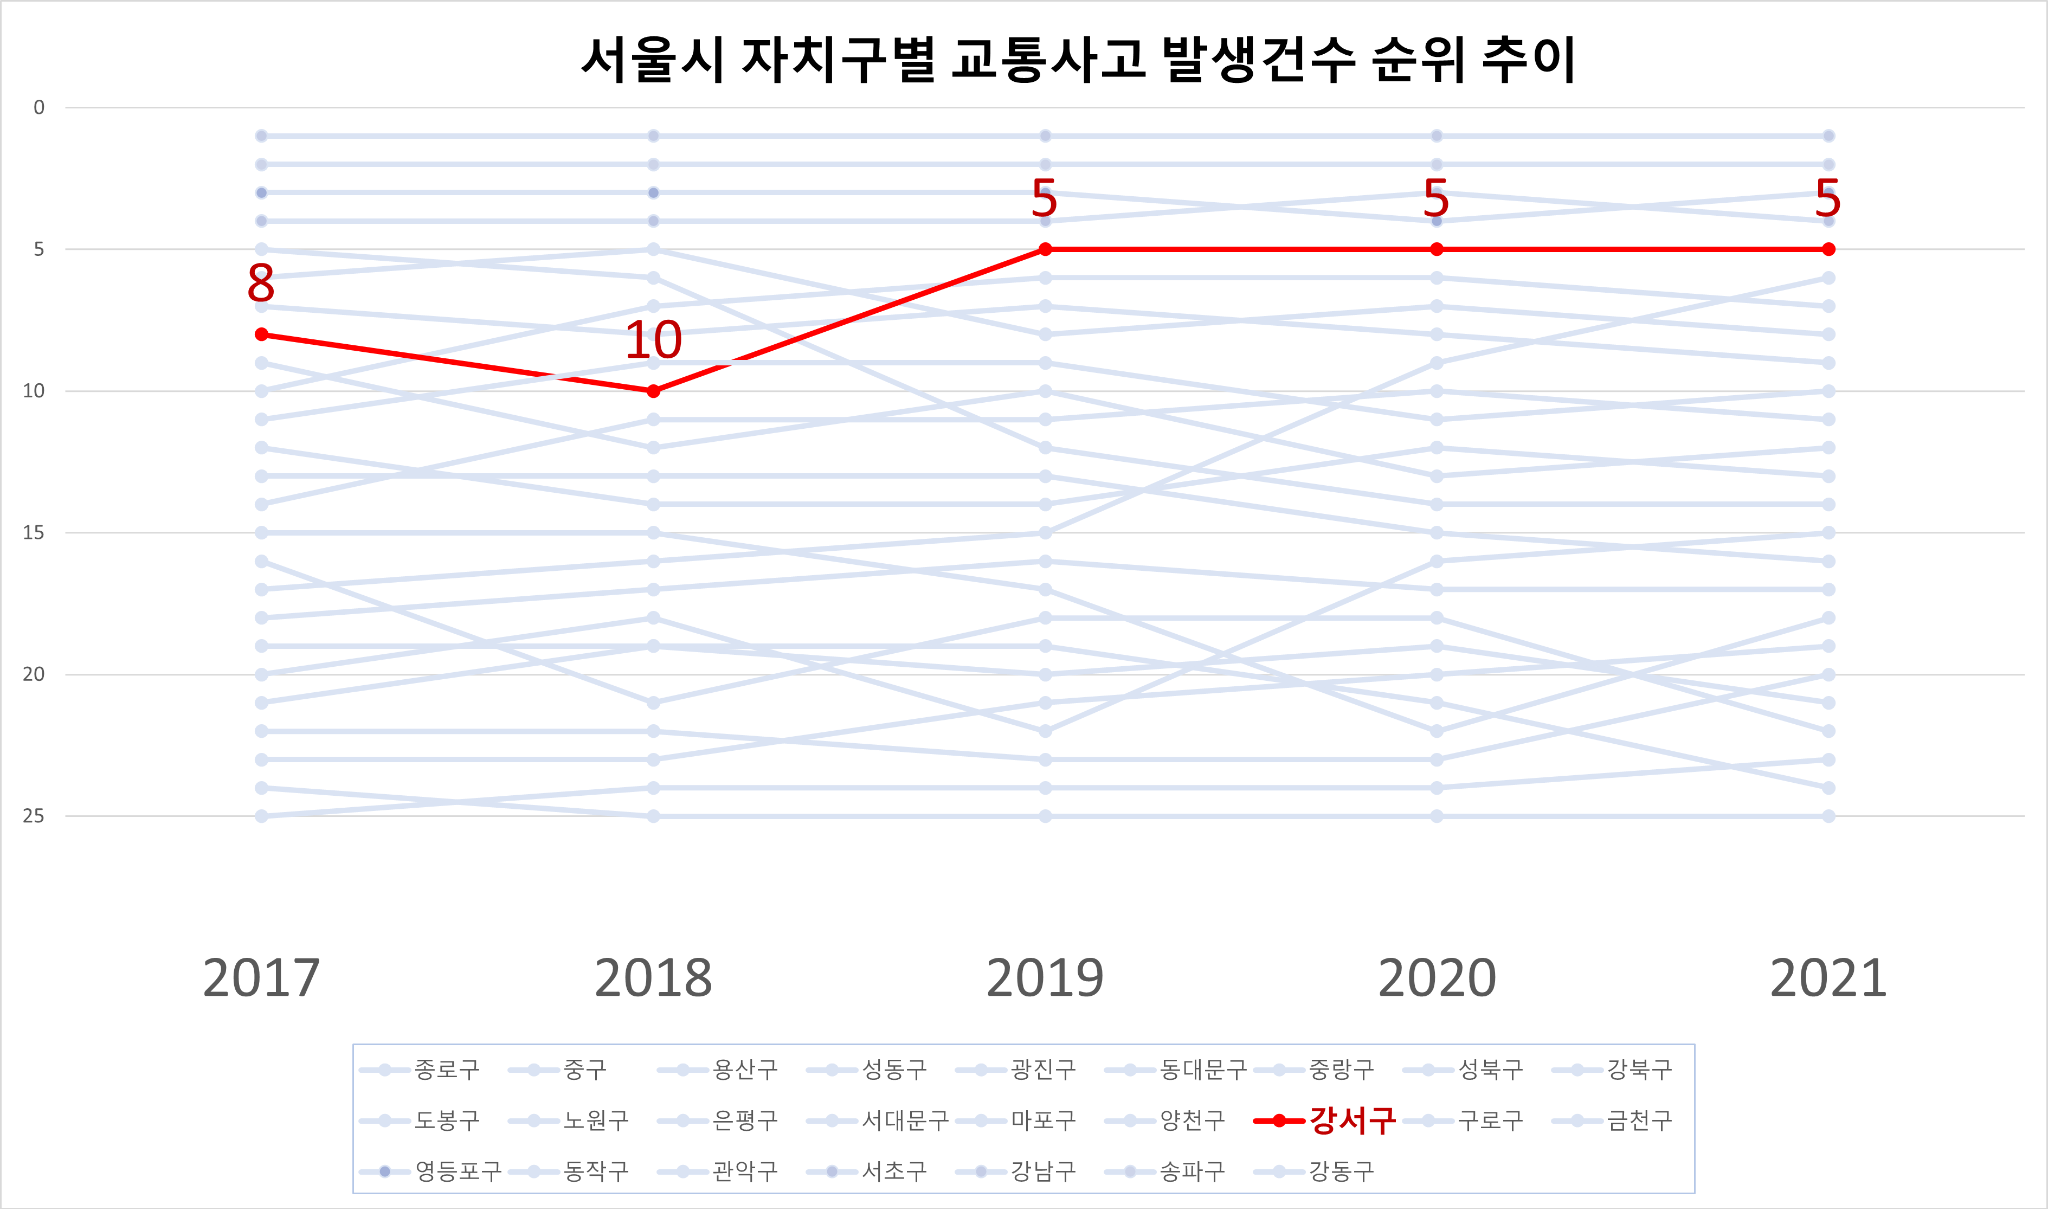 서울시 자치구별 교통사고 발생건수 순위 추이
0
5
10
15
20
25
8
10
5
5
5
2017 2018 2019 2020 2021
종로구 중구 용산구 성동구 광진구 동대문구 중랑구 성북구 강북구
도봉구 노원구 은평구 서대문구 마포구 양천구 강서구 구로구 금천구
영등포구 동작구 관악구 서초구 강남구 송파구 강동구